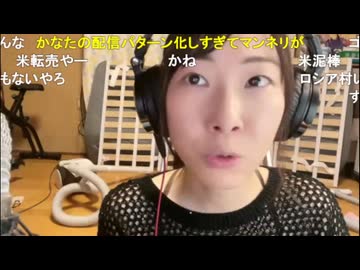 んな かなたの配信パターン化しすぎてマンネリが
米転売やー かね 米泥棒
もないやろ ロシア村い
す